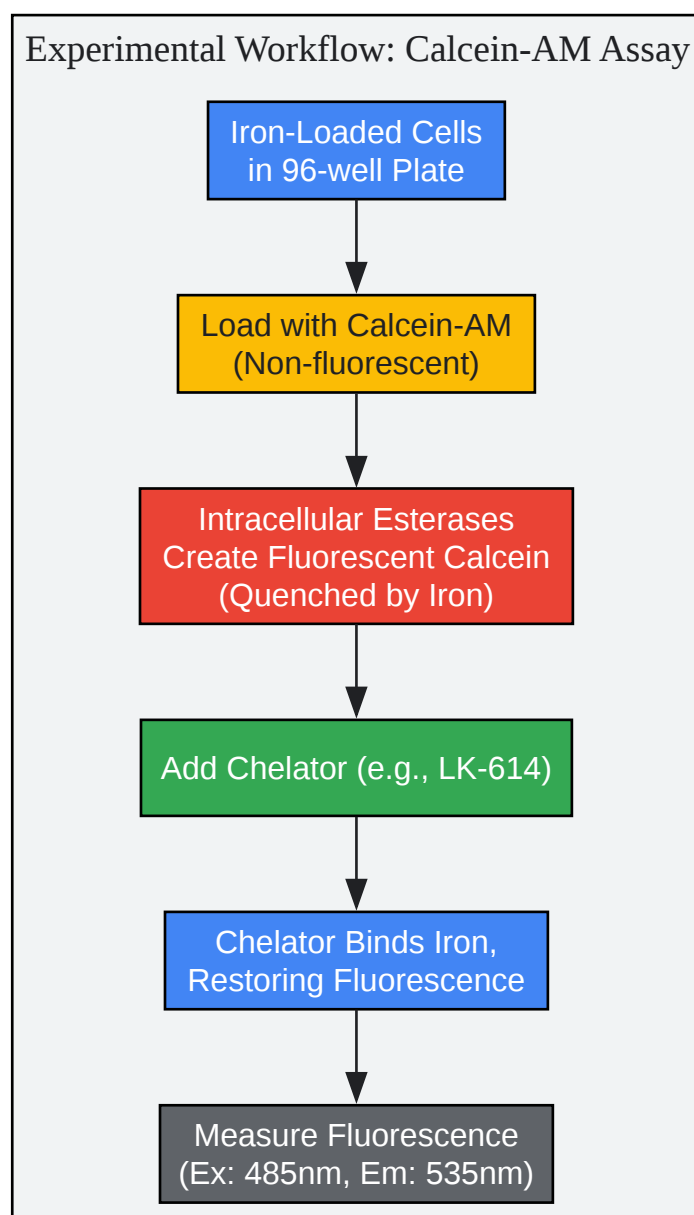 Experimental Workflow: Calcein-AM Assay
Iron-Loaded Cells
in 96-well Plate
Load with Calcein-AM
(Non-fluorescent)
Intracellular Esterases
Create Fluorescent Calcein
(Quenched by Iron)
Add Chelator (e.g., LK-614)
Chelator Binds Iron,
Restoring Fluorescence
Measure Fluorescence
(Ex: 485nm, Em: 535nm)